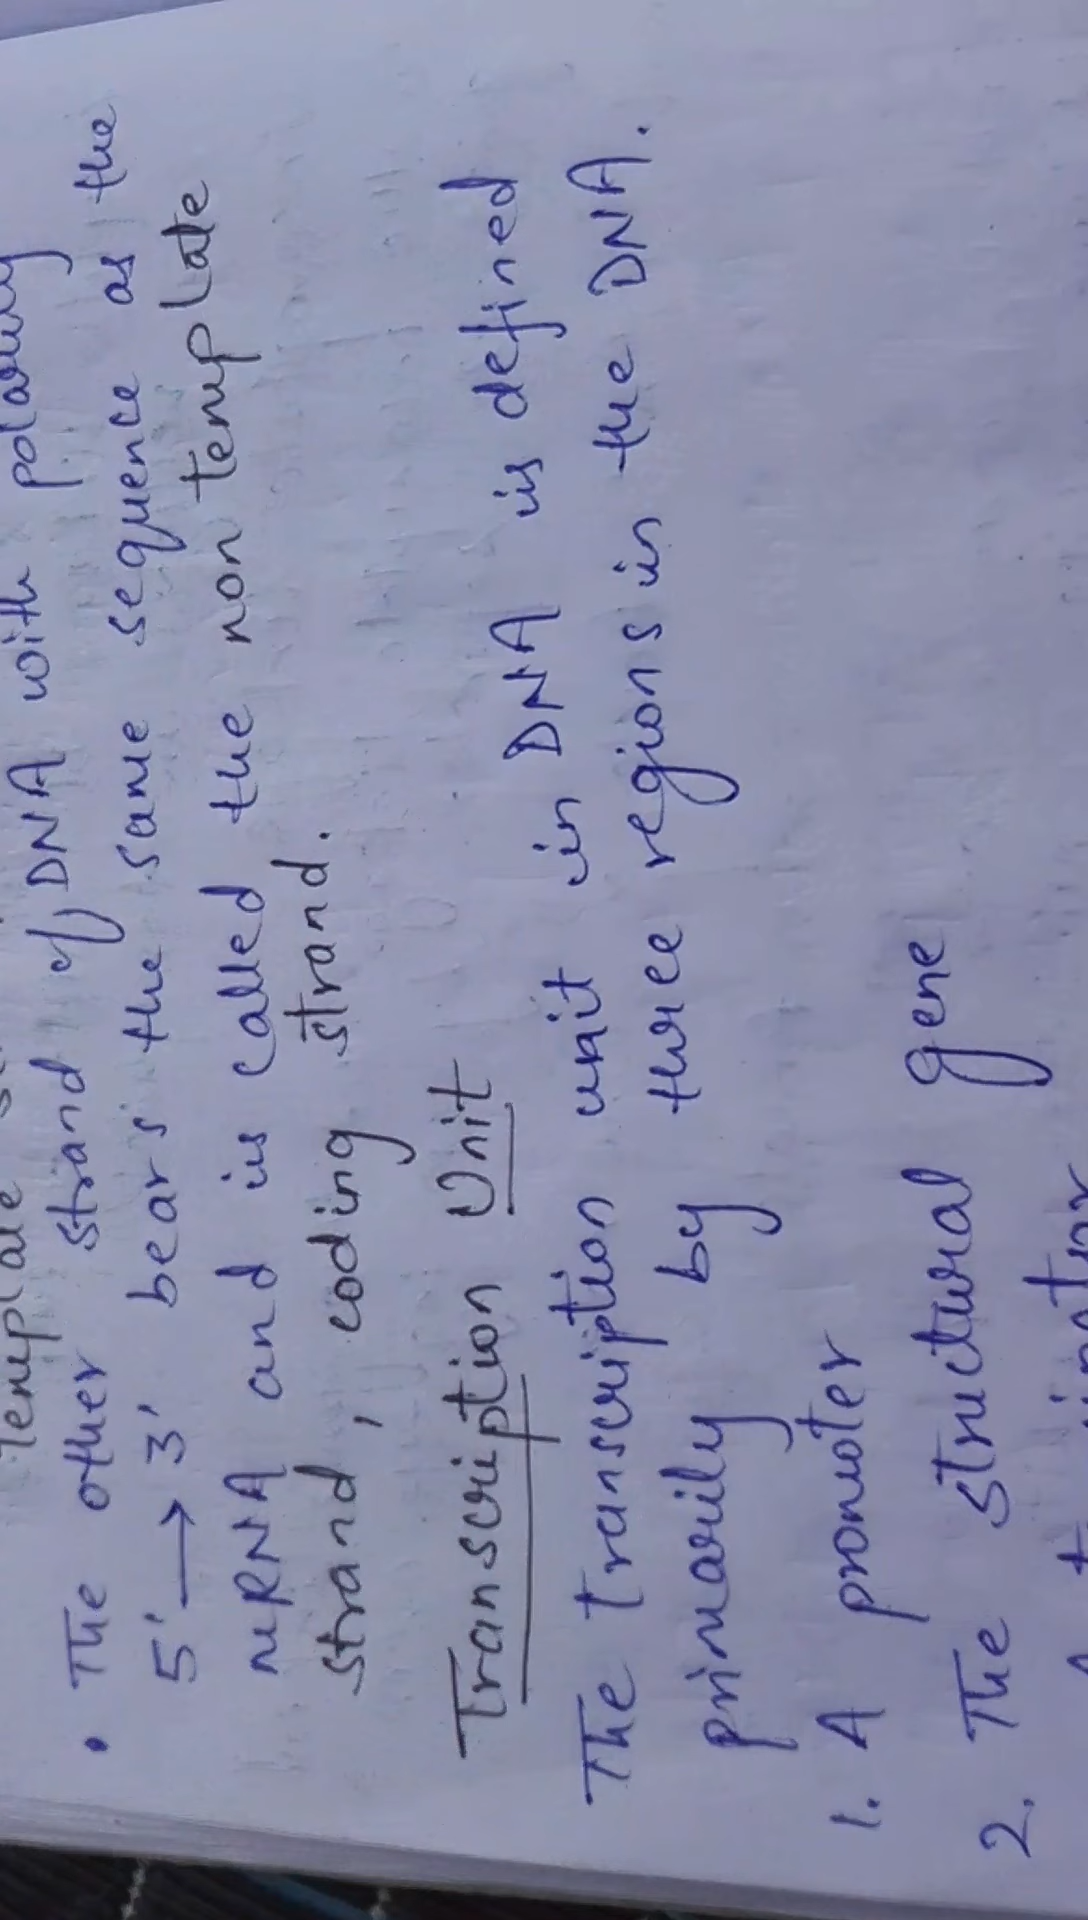 template
• The other strand of DNA with polarity
5' → 3' bears the same sequence as the
mRNA and is called the non template
strand, coding strand.
Transcription Unit
The transcription unit in DNA is defined
primarily by three regions in the DNA.
1. A promoter
2. The structural gene